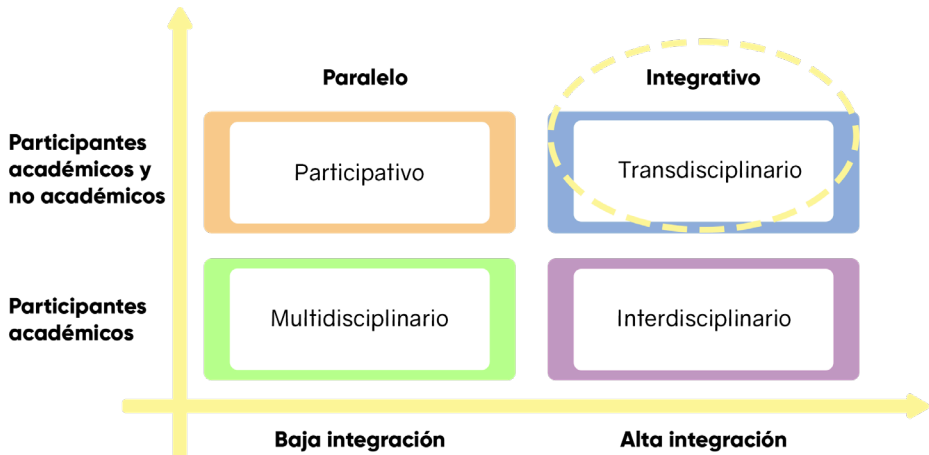 Paralelo
Integrativo
Participantes
académicos y
no académicos
Participativo
Transdisciplinario
Participantes
académicos
Multidisciplinario
Interdisciplinario
Baja integración
Alta integración